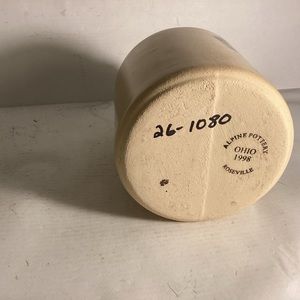 26-1080
ALPINE POTTERY
OHIO
1998
ROSEVILLE